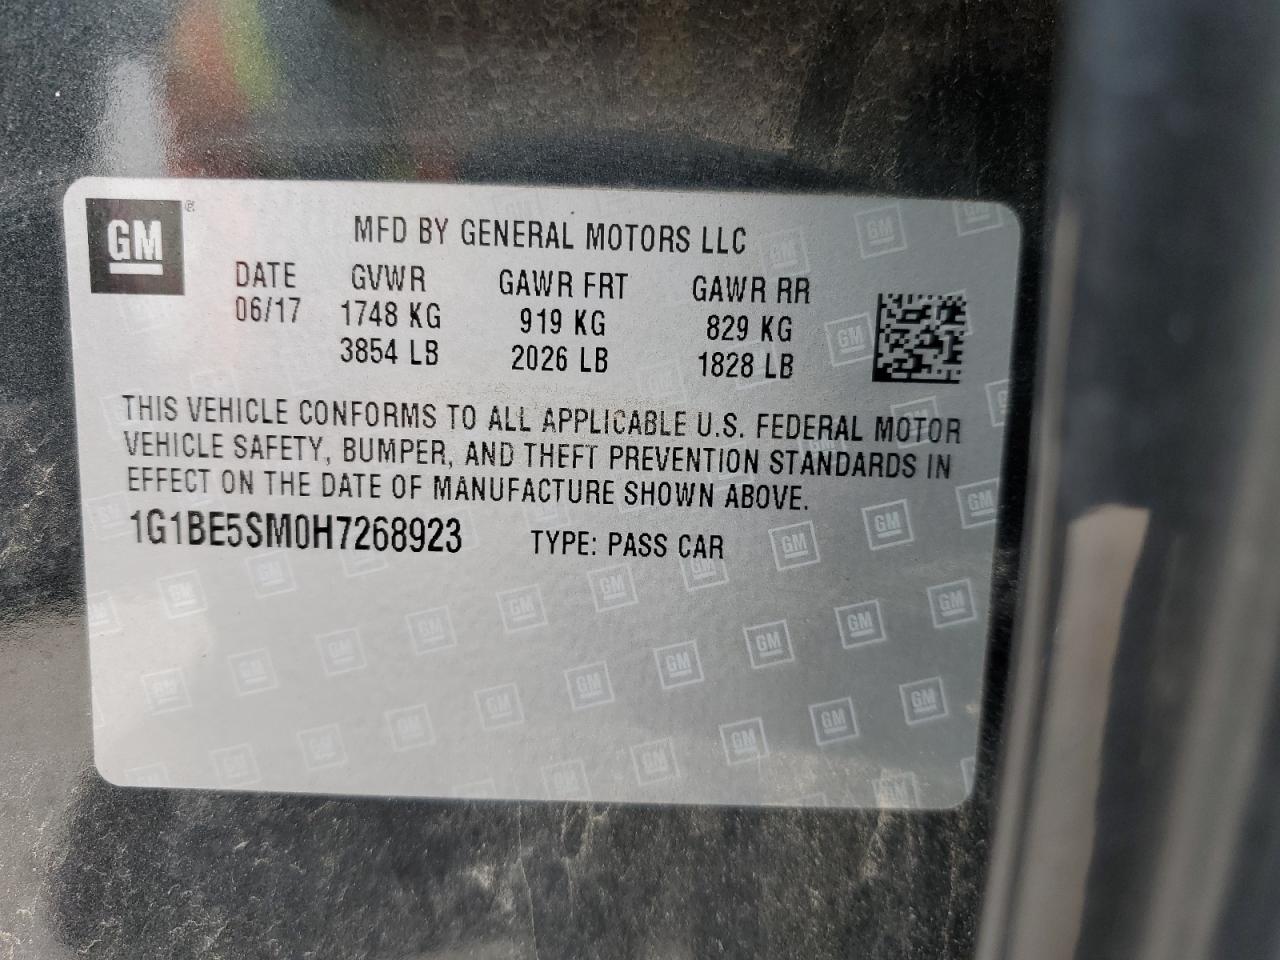 GM
MFD BY GENERAL MOTORS LLC
DATE GVWR GAWR FRT GAWR RR
06/17 1748 KG 919 KG 829 KG
3854 LB 2026 LB 1828 LB
THIS VEHICLE CONFORMS TO ALL APPLICABLE U.S. FEDERAL MOTOR
VEHICLE SAFETY, BUMPER, AND THEFT PREVENTION STANDARDS IN
EFFECT ON THE DATE OF MANUFACTURE SHOWN ABOVE.
1G1BE5SM0H7268923 TYPE: PASS CAR